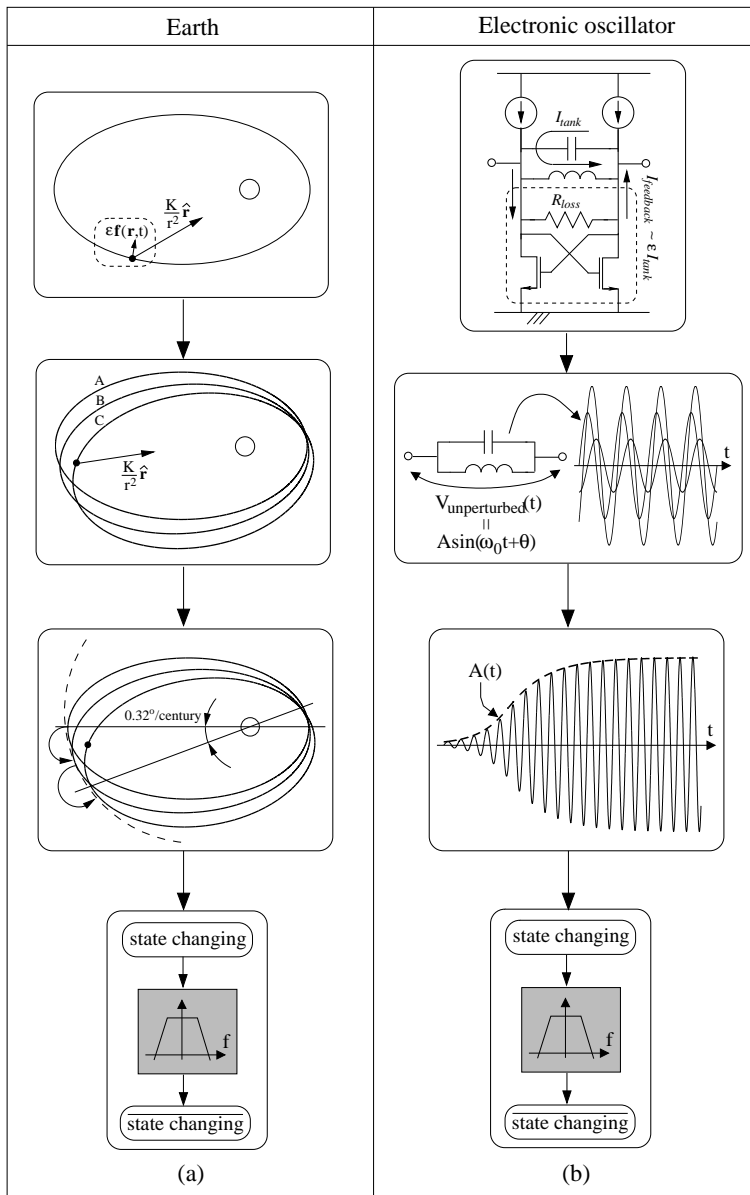 Earth
Electronic oscillator
εf(r,t)
K/r² r̂
I_tank
R_loss
I_feedback ~ ε I_tank
A
B
C
K/r² r̂
t
V_unperturbed(t)
=
Asin(ω₀t+θ)
0.32°/century
A(t)
t
state changing
f
state changing
(a)
state changing
f
state changing
(b)